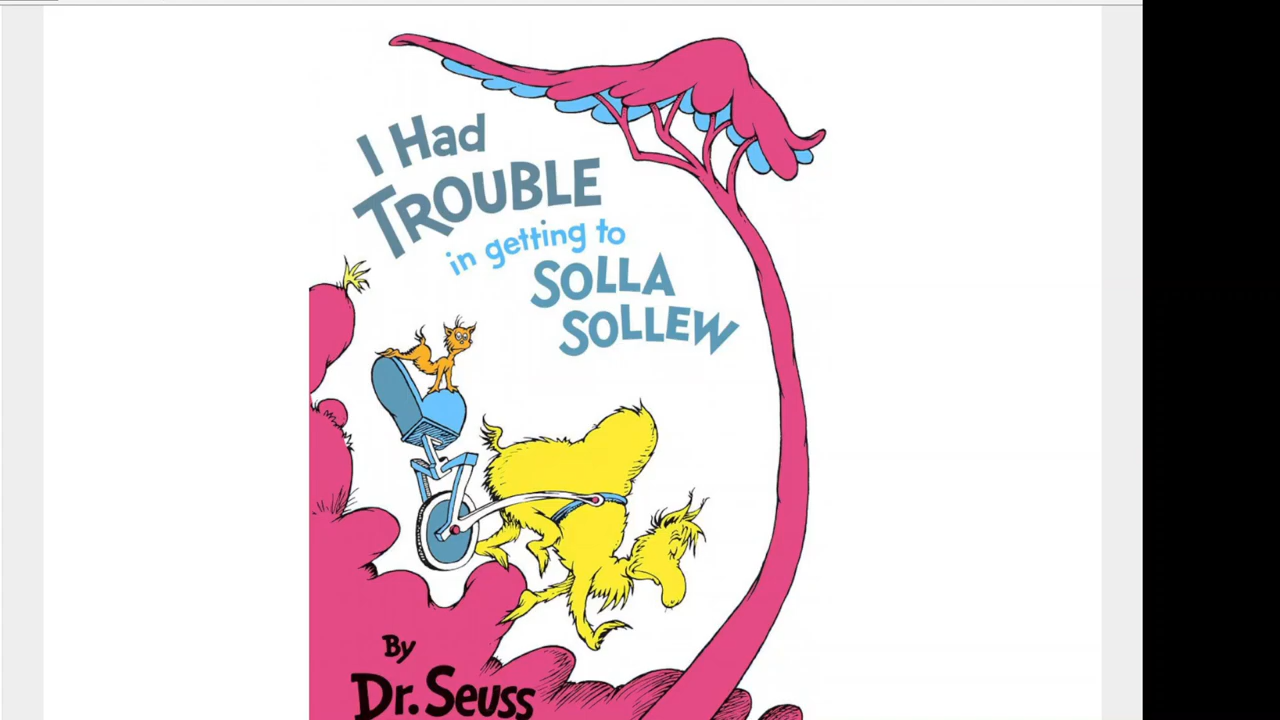 I Had
TROUBLE
in getting to
SOLLA
SOLLEW
By
Dr. Seuss